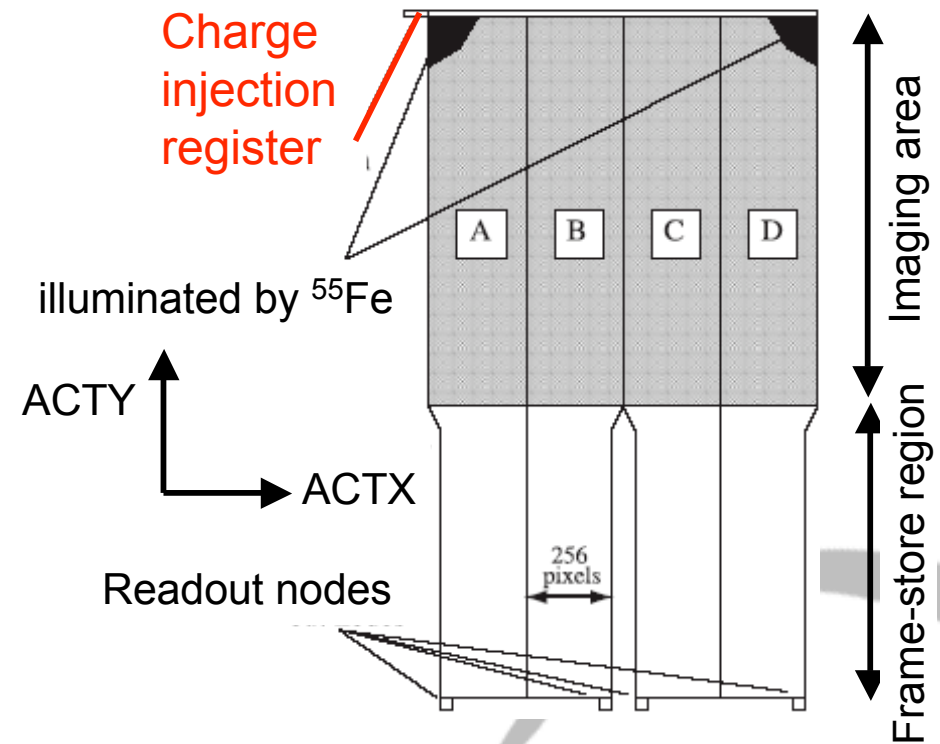 Charge
injection
register
A
B
C
D
Imaging area
illuminated by ⁵⁵Fe
ACTY
ACTX
256
pixels
Readout nodes
Frame-store region